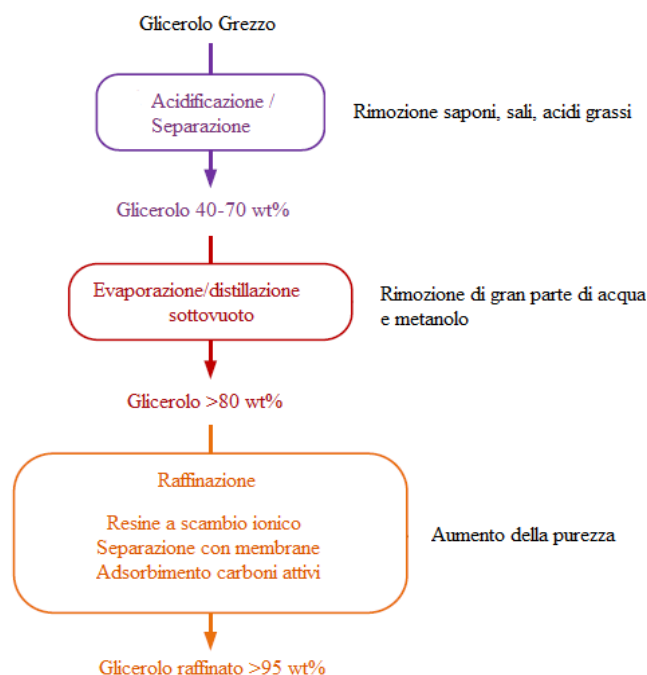 Glicerolo Grezzo
Acidificazione /
Separazione
Rimozione saponi, sali, acidi grassi
Glicerolo 40-70 wt%
Evaporazione/distillazione
sottovuoto
Rimozione di gran parte di acqua
e metanolo
Glicerolo >80 wt%
Raffinazione
Resine a scambio ionico
Separazione con membrane
Adsorbimento carboni attivi
Aumento della purezza
Glicerolo raffinato >95 wt%